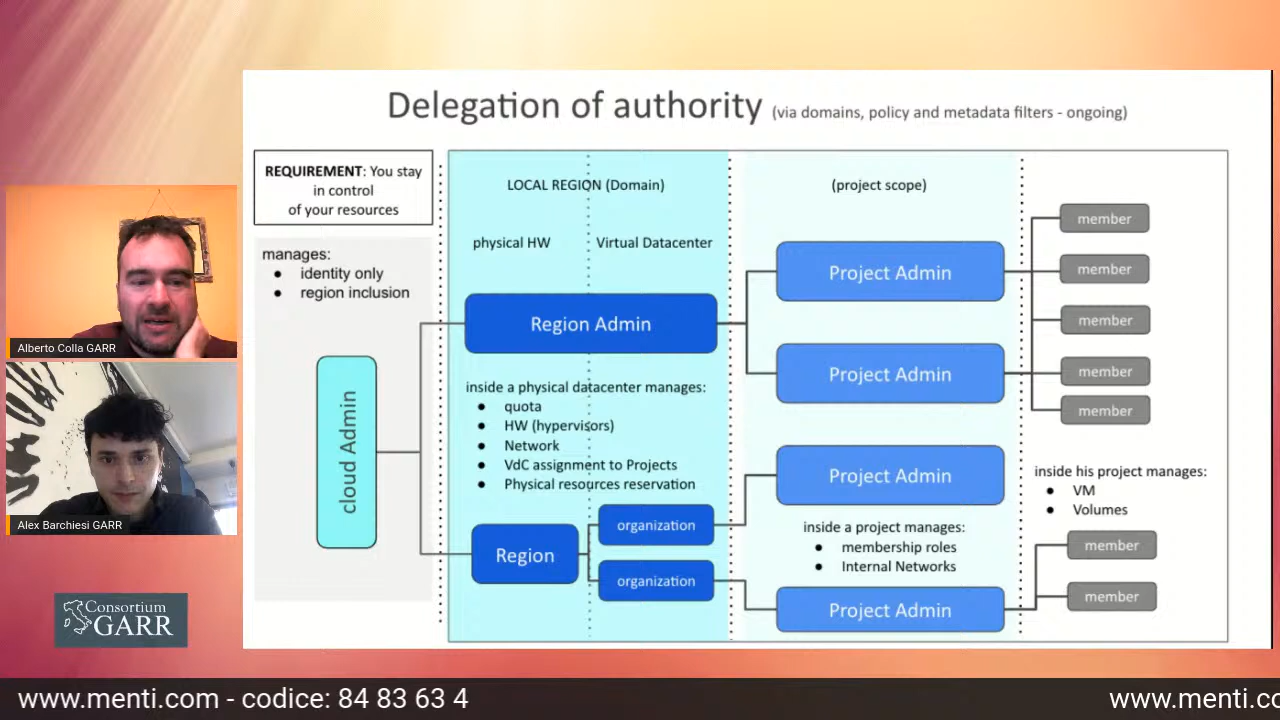 Delegation of authority (via domains, policy and metadata filters - ongoing)
REQUIREMENT: You stay
in control
of your resources
manages:
● identity only
● region inclusion
cloud Admin
LOCAL REGION (Domain)
physical HW
Virtual Datacenter
Region Admin
inside a physical datacenter manages:
● quota
● HW (hypervisors)
● Network
● VdC assignment to Projects
● Physical resources reservation
Region
organization
organization
(project scope)
Project Admin
Project Admin
Project Admin
inside a project manages:
● membership roles
● Internal Networks
Project Admin
member
member
member
member
member
inside his project manages:
● VM
● Volumes
member
member
Alberto Colla GARR
Alex Barchiesi GARR
Consortium
GARR
www.menti.com - codice: 84 83 63 4
www.menti.co